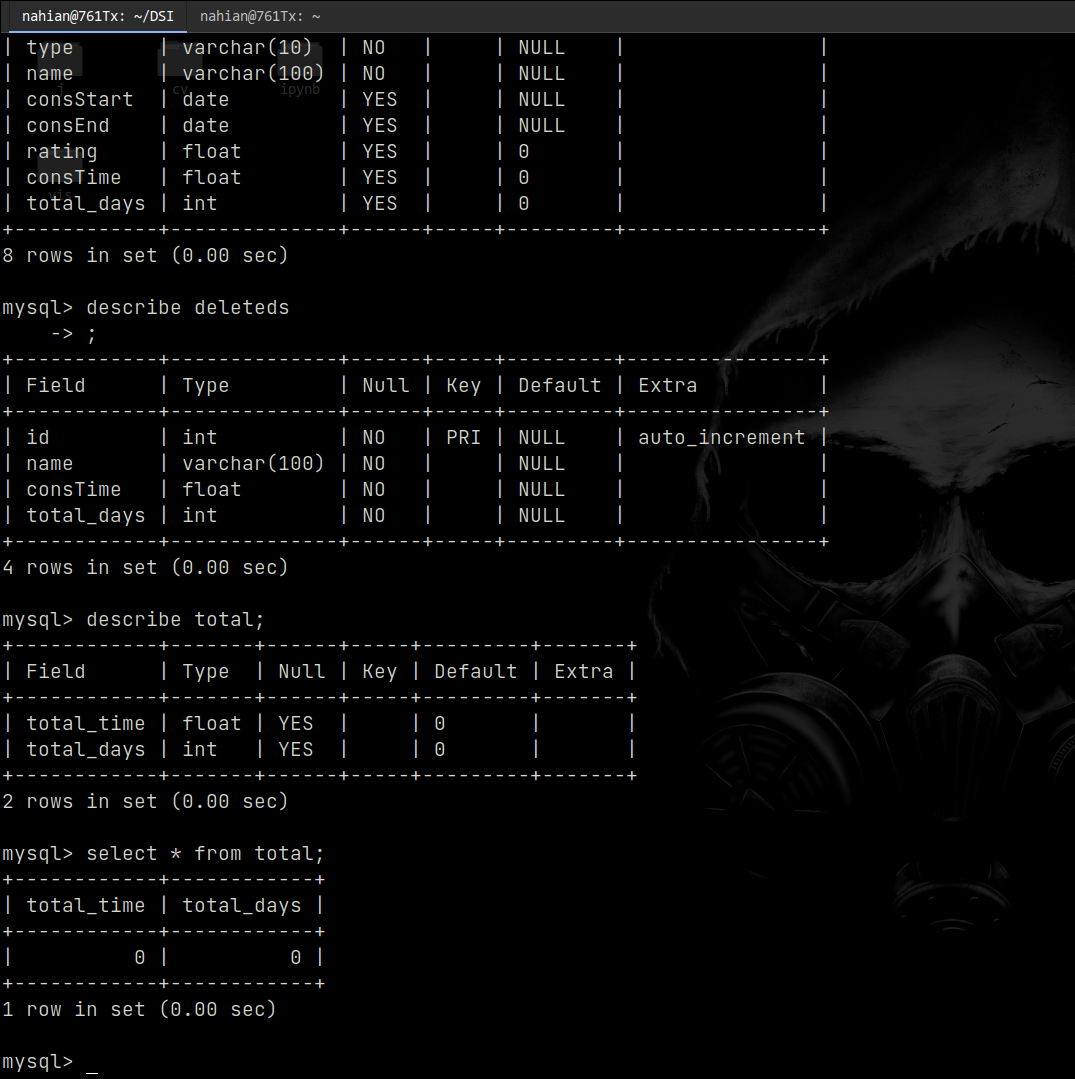 nahian@761Tx: ~/DSI nahian@761Tx: ~
| type       | varchar(10)  | NO   |     | NULL    |                |
| name       | varchar(100) | NO   |     | NULL    |                |
| consStart  | date         | YES  |     | NULL    |                |
| consEnd    | date         | YES  |     | NULL    |                |
| rating     | float        | YES  |     | 0       |                |
| consTime   | float        | YES  |     | 0       |                |
| total_days | int          | YES  |     | 0       |                |
+------------+--------------+------+-----+---------+----------------+
8 rows in set (0.00 sec)
mysql> describe deleteds
    -> ;
+------------+--------------+------+-----+---------+----------------+
| Field      | Type         | Null | Key | Default | Extra          |
+------------+--------------+------+-----+---------+----------------+
| id         | int          | NO   | PRI | NULL    | auto_increment |
| name       | varchar(100) | NO   |     | NULL    |                |
| consTime   | float        | NO   |     | NULL    |                |
| total_days | int          | NO   |     | NULL    |                |
+------------+--------------+------+-----+---------+----------------+
4 rows in set (0.00 sec)
mysql> describe total;
+------------+-------+------+-----+---------+-------+
| Field      | Type  | Null | Key | Default | Extra |
+------------+-------+------+-----+---------+-------+
| total_time | float | YES  |     | 0       |       |
| total_days | int   | YES  |     | 0       |       |
+------------+-------+------+-----+---------+-------+
2 rows in set (0.00 sec)
mysql> select * from total;
+------------+------------+
| total_time | total_days |
+------------+------------+
|          0 |          0 |
+------------+------------+
1 row in set (0.00 sec)
mysql> _
j cv ipynb
vis